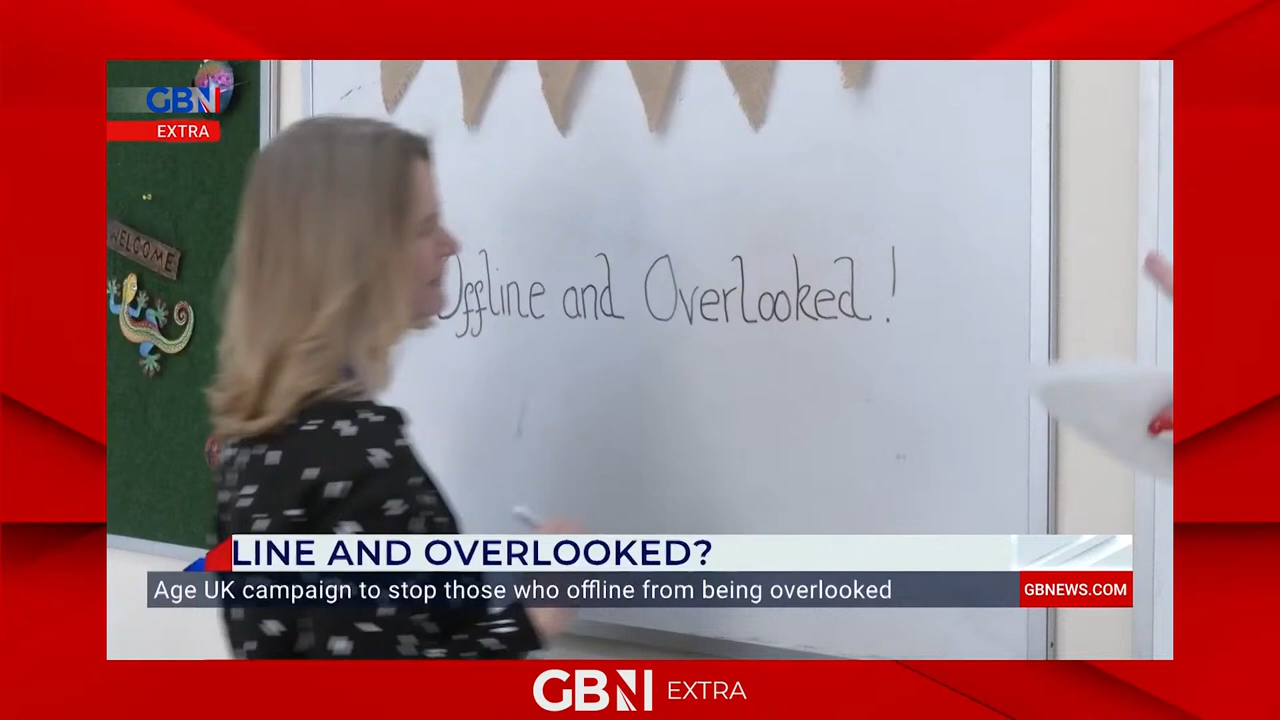 GBN
EXTRA
WELCOME
Offline and Overlooked!
LINE AND OVERLOOKED?
Age UK campaign to stop those who offline from being overlooked
GBNEWS.COM
GBN EXTRA